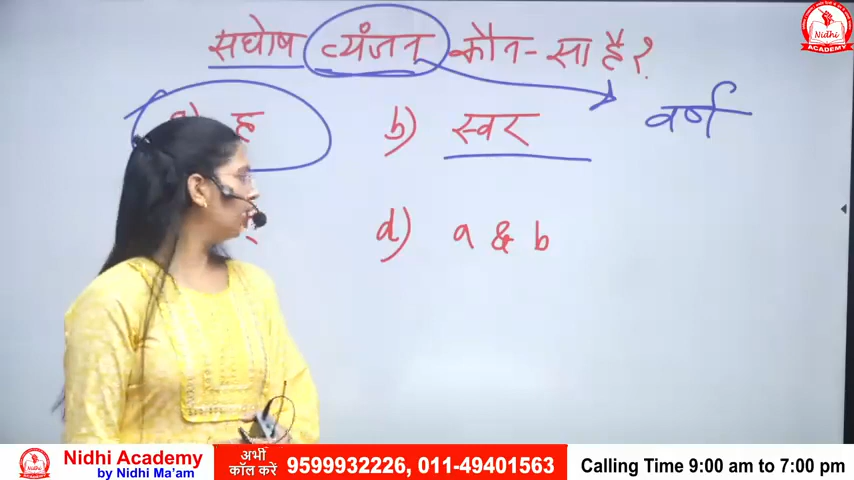 सघोष व्यंजन कौन-सा है?
ह b) स्वर वर्ण
d) a & b
Nidhi
ACADEMY
Nidhi Academy
by Nidhi Ma'am
अभी
कॉल करें
9599932226, 011-49401563
Calling Time 9:00 am to 7:00 pm